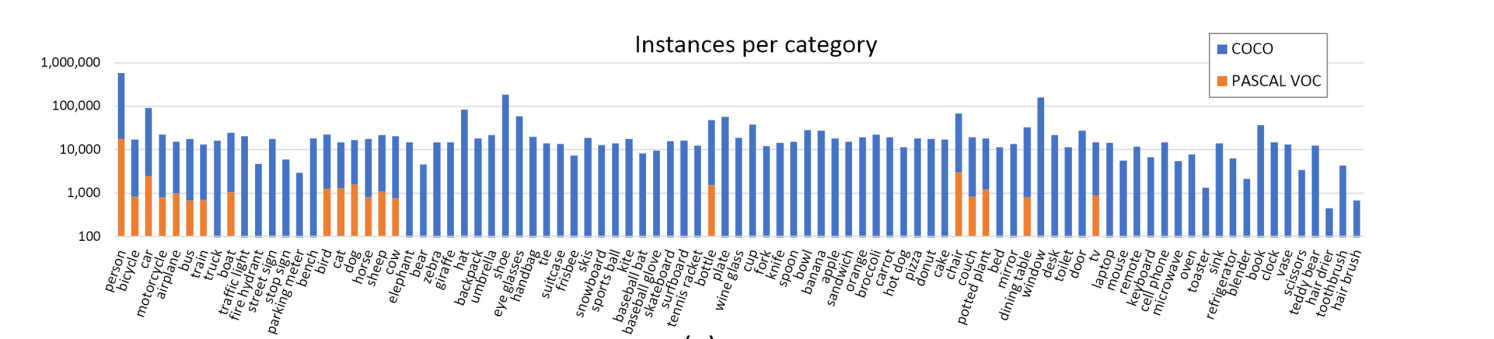 Instances per category
COCO
PASCAL VOC
1,000,000
100,000
10,000
1,000
100
person
bicycle
car
motorcycle
airplane
bus
train
truck
boat
traffic light
fire hydrant
street sign
stop sign
parking meter
bench
bird
cat
dog
horse
sheep
cow
elephant
bear
zebra
giraffe
hat
backpack
umbrella
shoe
eye glasses
handbag
tie
suitcase
frisbee
skis
snowboard
sports ball
kite
baseball bat
baseball glove
skateboard
surfboard
tennis racket
bottle
plate
wine glass
cup
fork
knife
spoon
bowl
banana
apple
sandwich
orange
broccoli
carrot
hot dog
pizza
donut
cake
chair
couch
potted plant
bed
mirror
dining table
window
desk
toilet
door
tv
laptop
mouse
remote
keyboard
cell phone
microwave
oven
toaster
sink
refrigerator
blender
book
clock
vase
scissors
teddy bear
hair drier
toothbrush
hair brush